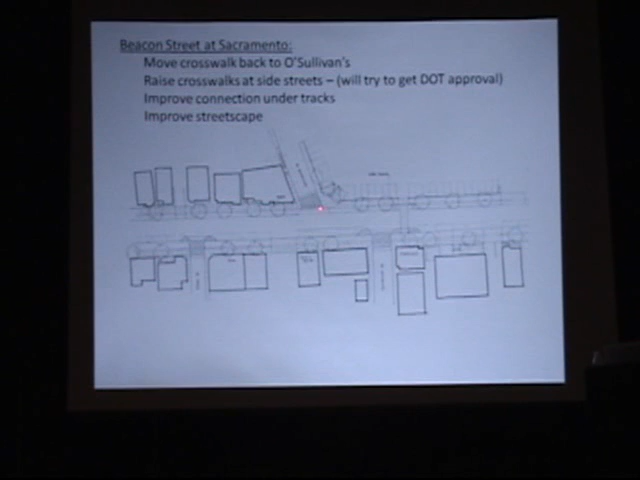 Beacon Street at Sacramento:
Move crosswalk back to O'Sullivan's
Raise crosswalks at side streets – (will try to get DOT approval)
Improve connection under tracks
Improve streetscape